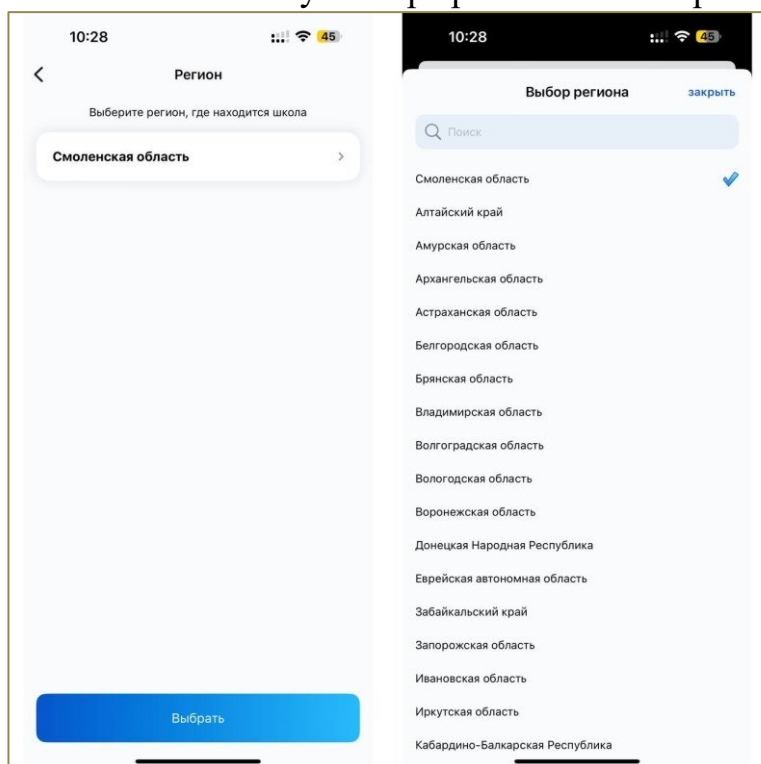 10:28
45
Регион
Выберите регион, где находится школа
Смоленская область
Выбрать
10:28
45
Выбор региона
закрыть
Поиск
Смоленская область
Алтайский край
Амурская область
Архангельская область
Астраханская область
Белгородская область
Брянская область
Владимирская область
Волгоградская область
Вологодская область
Воронежская область
Донецкая Народная Республика
Еврейская автономная область
Забайкальский край
Запорожская область
Ивановская область
Иркутская область
Кабардино-Балкарская Республика